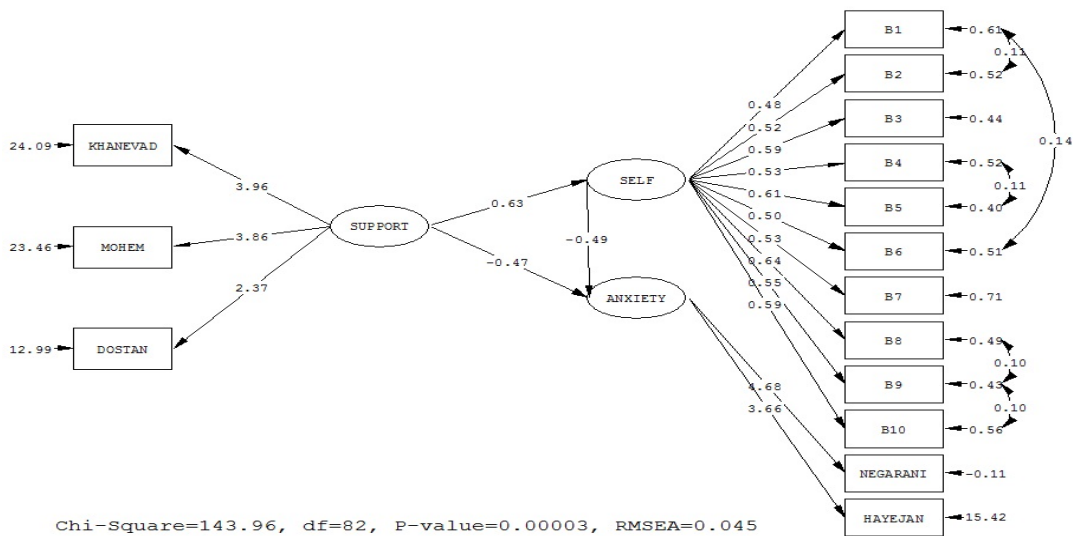 24.09
KHANEVAD
23.46
MOHEM
12.99
DOSTAN
3.96
3.86
2.37
SUPPORT
0.63
-0.47
SELF
-0.49
ANXIETY
0.48
0.52
0.59
0.53
0.61
0.50
0.53
0.64
0.55
0.59
4.68
3.66
B1
0.61
0.11
B2
0.52
B3
0.44
0.14
B4
0.52
0.11
B5
0.40
B6
0.51
B7
0.71
B8
0.49
0.10
B9
0.43
0.10
B10
0.56
NEGARANI
-0.11
HAYEJAN
15.42
Chi-Square=143.96, df=82, P-value=0.00003, RMSEA=0.045